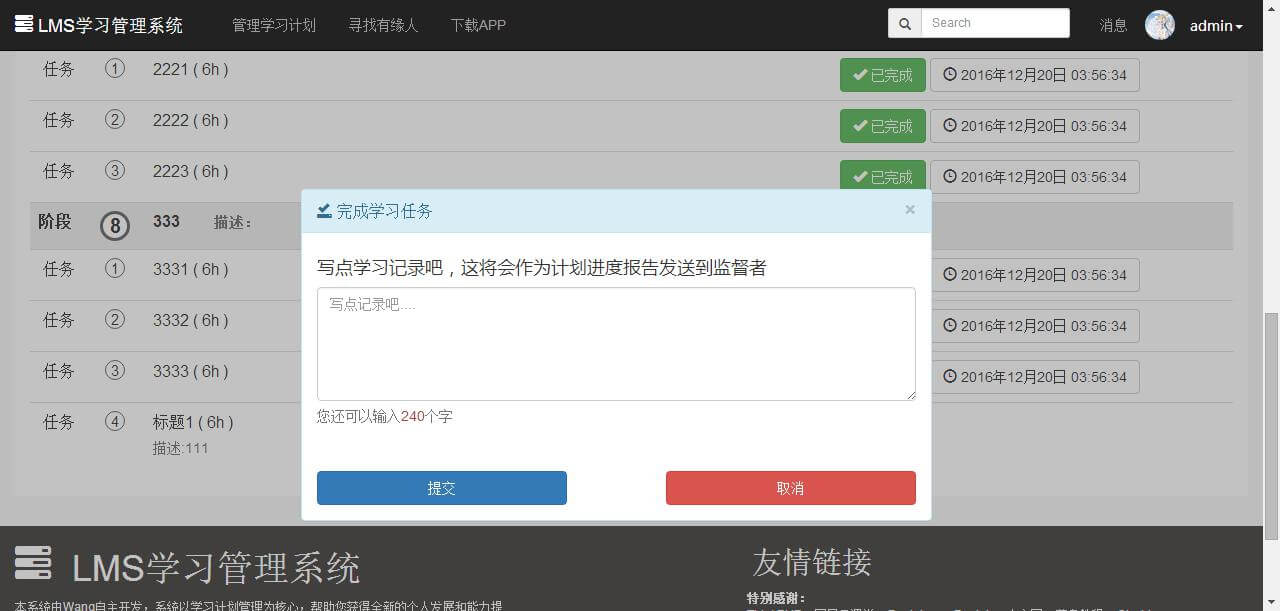 LMS学习管理系统 管理学习计划 寻找有缘人 下载APP Search 消息 admin
任务 1 2221 ( 6h ) 已完成 2016年12月20日 03:56:34
任务 2 2222 ( 6h ) 已完成 2016年12月20日 03:56:34
任务 3 2223 ( 6h ) 已完成 2016年12月20日 03:56:34
阶段 8 333 描述：
任务 1 3331 ( 6h ) 2016年12月20日 03:56:34
任务 2 3332 ( 6h ) 2016年12月20日 03:56:34
任务 3 3333 ( 6h ) 2016年12月20日 03:56:34
任务 4 标题1 ( 6h )
描述:111
完成学习任务 ×
写点学习记录吧，这将会作为计划进度报告发送到监督者
写点记录吧....
您还可以输入240个字
提交 取消
LMS学习管理系统
本系统由Wang自主开发，系统以学习计划管理为核心，帮助您获得全新的个人发展和能力提
友情链接
特别感谢：